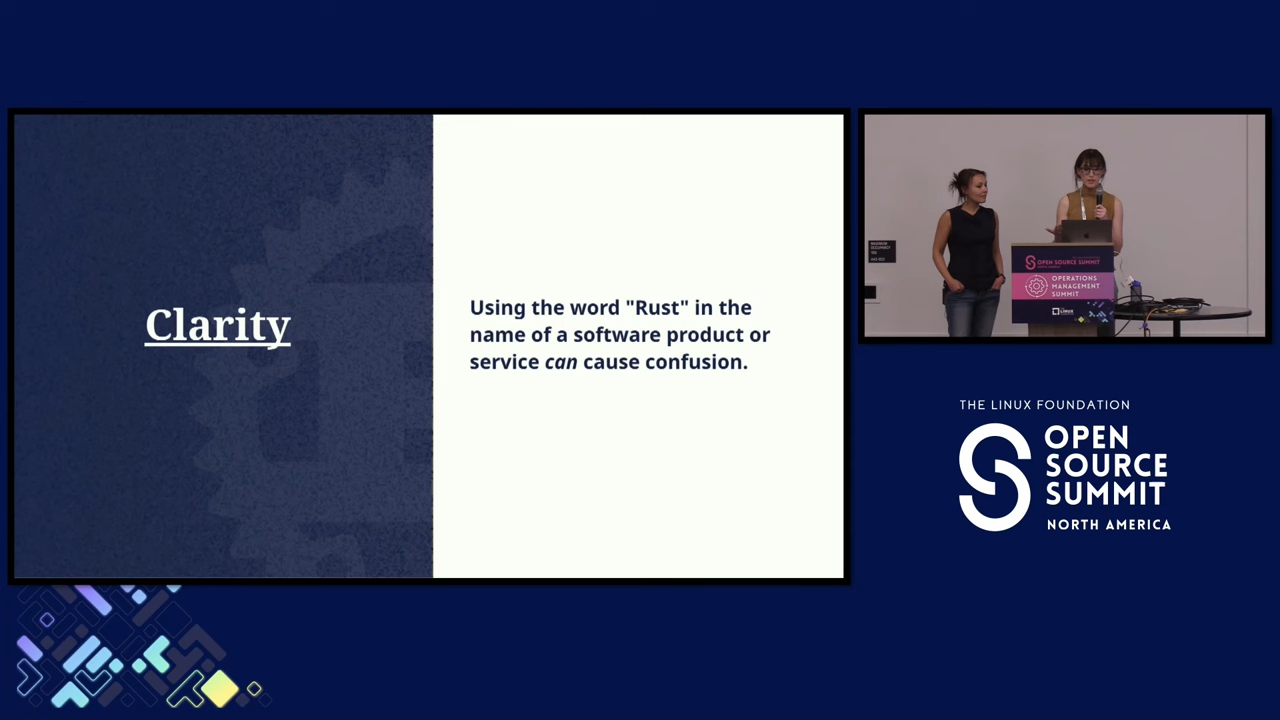 Clarity
Using the word "Rust" in the
name of a software product or
service can cause confusion.
OPEN SOURCE SUMMIT
OPERATIONS
MANAGEMENT
SUMMIT
THE LINUX FOUNDATION
OPEN
SOURCE
SUMMIT
NORTH AMERICA